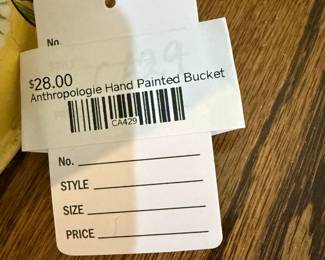 No.
$28.00
Anthropologie Hand Painted Bucket
CA429
No.
STYLE
SIZE
PRICE